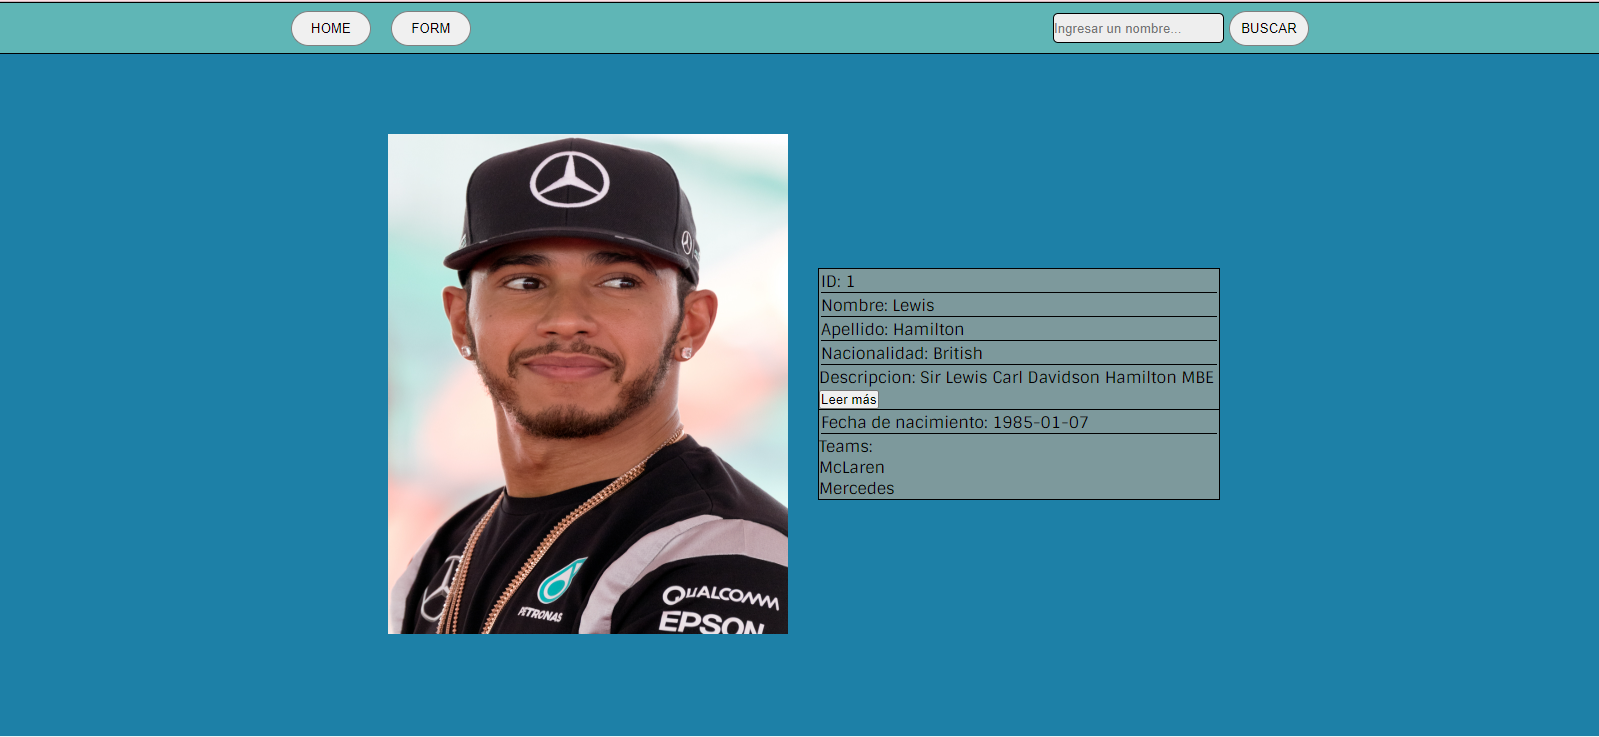 HOME
FORM
Ingresar un nombre...
BUSCAR
ID: 1
Nombre: Lewis
Apellido: Hamilton
Nacionalidad: British
Descripcion: Sir Lewis Carl Davidson Hamilton MBE
Leer más
Fecha de nacimiento: 1985-01-07
Teams:
McLaren
Mercedes
PETRONAS
QUALCOMM
EPSON